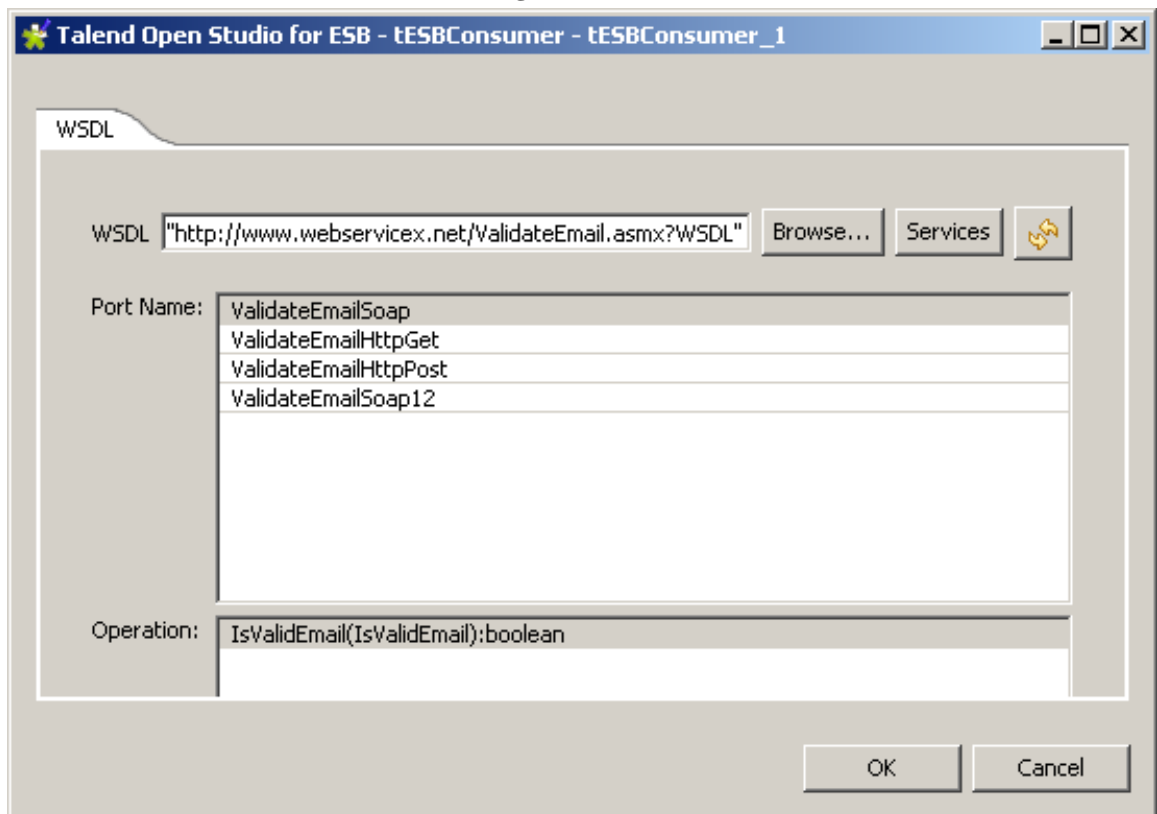 Talend Open Studio for ESB - tESBConsumer - tESBConsumer_1
WSDL
WSDL "http://www.webservicex.net/ValidateEmail.asmx?WSDL" Browse... Services
Port Name: ValidateEmailSoap
ValidateEmailHttpGet
ValidateEmailHttpPost
ValidateEmailSoap12
Operation: IsValidEmail(IsValidEmail):boolean
OK Cancel